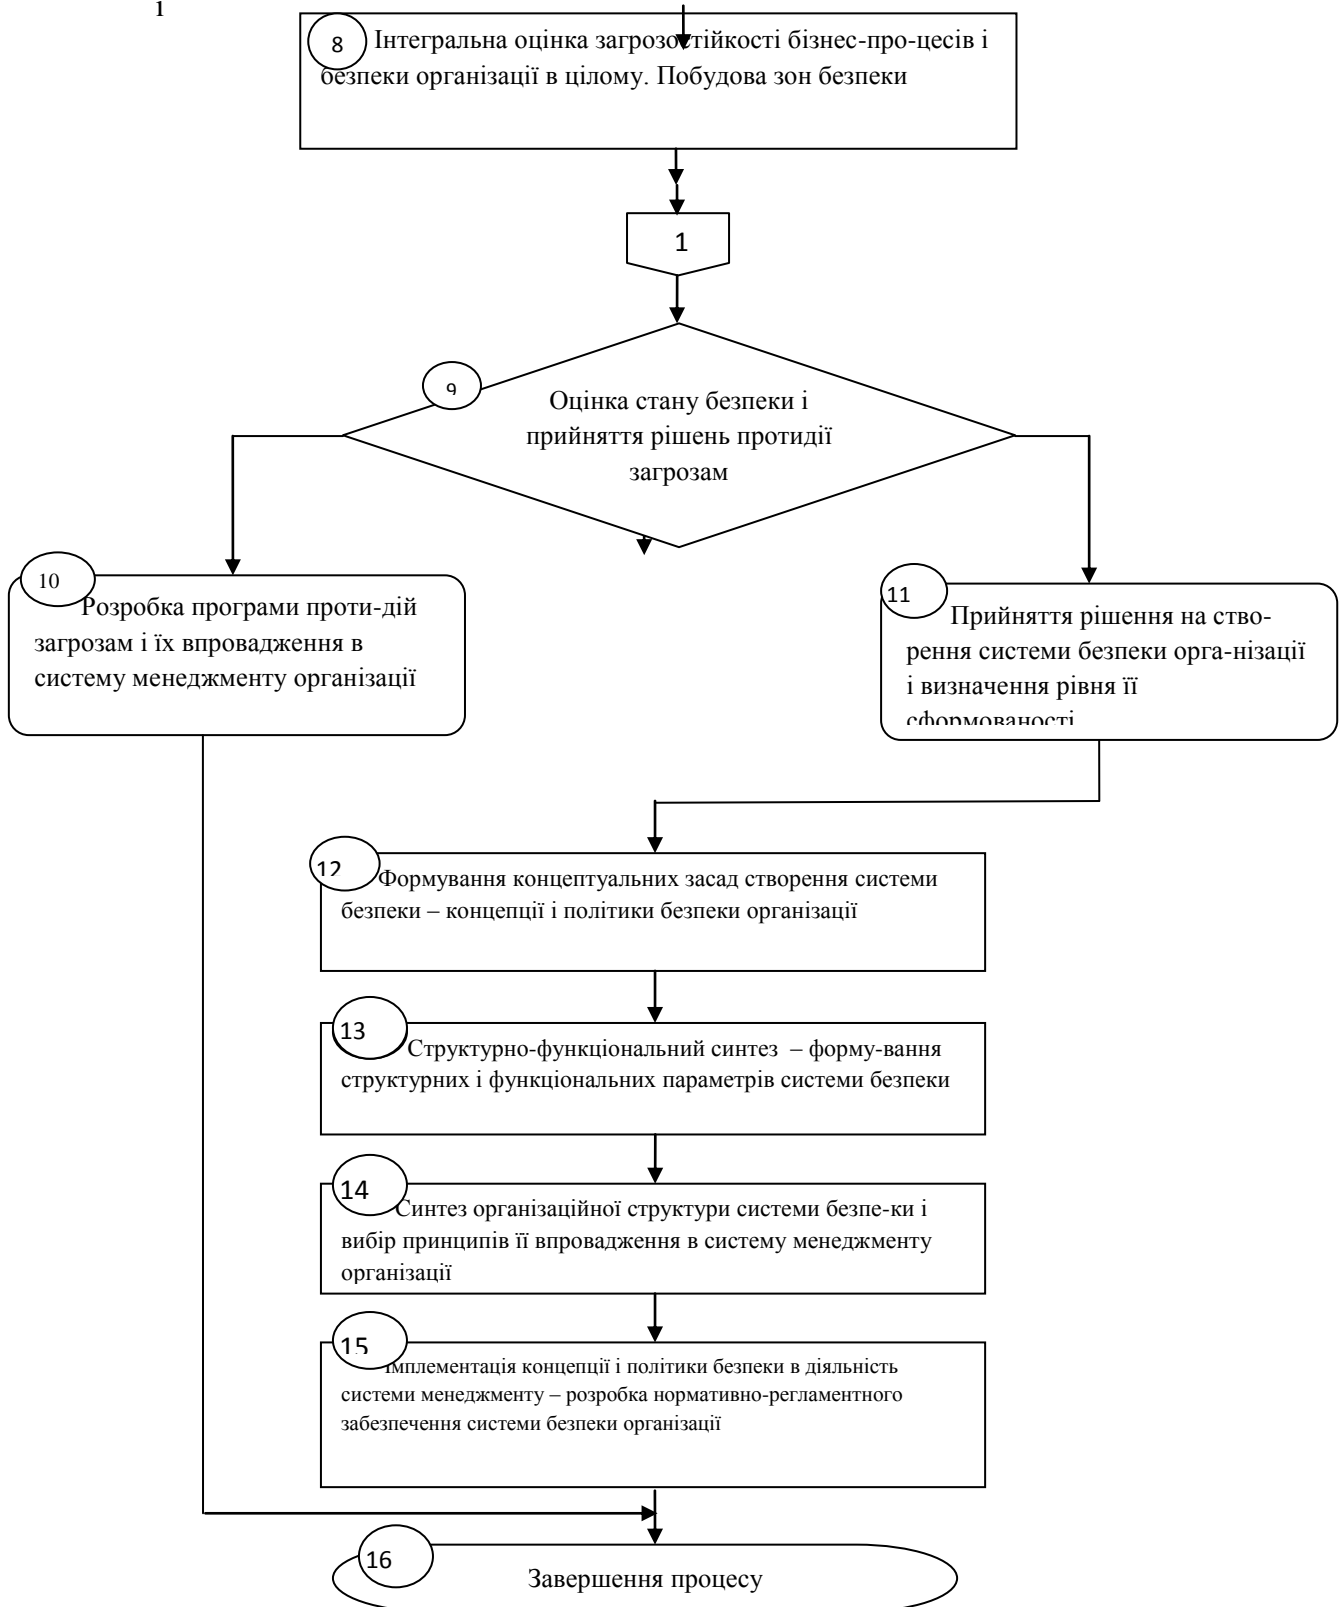 1
8
Інтегральна оцінка загрозостійкості бізнес-про-цесів і
безпеки організації в цілому. Побудова зон безпеки
1
9
Оцінка стану безпеки і
прийняття рішень протидії
загрозам
10
Розробка програми проти-дій
загрозам і їх впровадження в
систему менеджменту організації
11
Прийняття рішення на ство-
рення системи безпеки орга-нізації
і визначення рівня її
сформованості
12
Формування концептуальних засад створення системи
безпеки – концепції і політики безпеки організації
13
Структурно-функціональний синтез – форму-вання
структурних і функціональних параметрів системи безпеки
14
Синтез організаційної структури системи безпе-ки і
вибір принципів її впровадження в систему менеджменту
організації
15
Імплементація концепції і політики безпеки в діяльність
системи менеджменту – розробка нормативно-регламентного
забезпечення системи безпеки організації
16
Завершення процесу